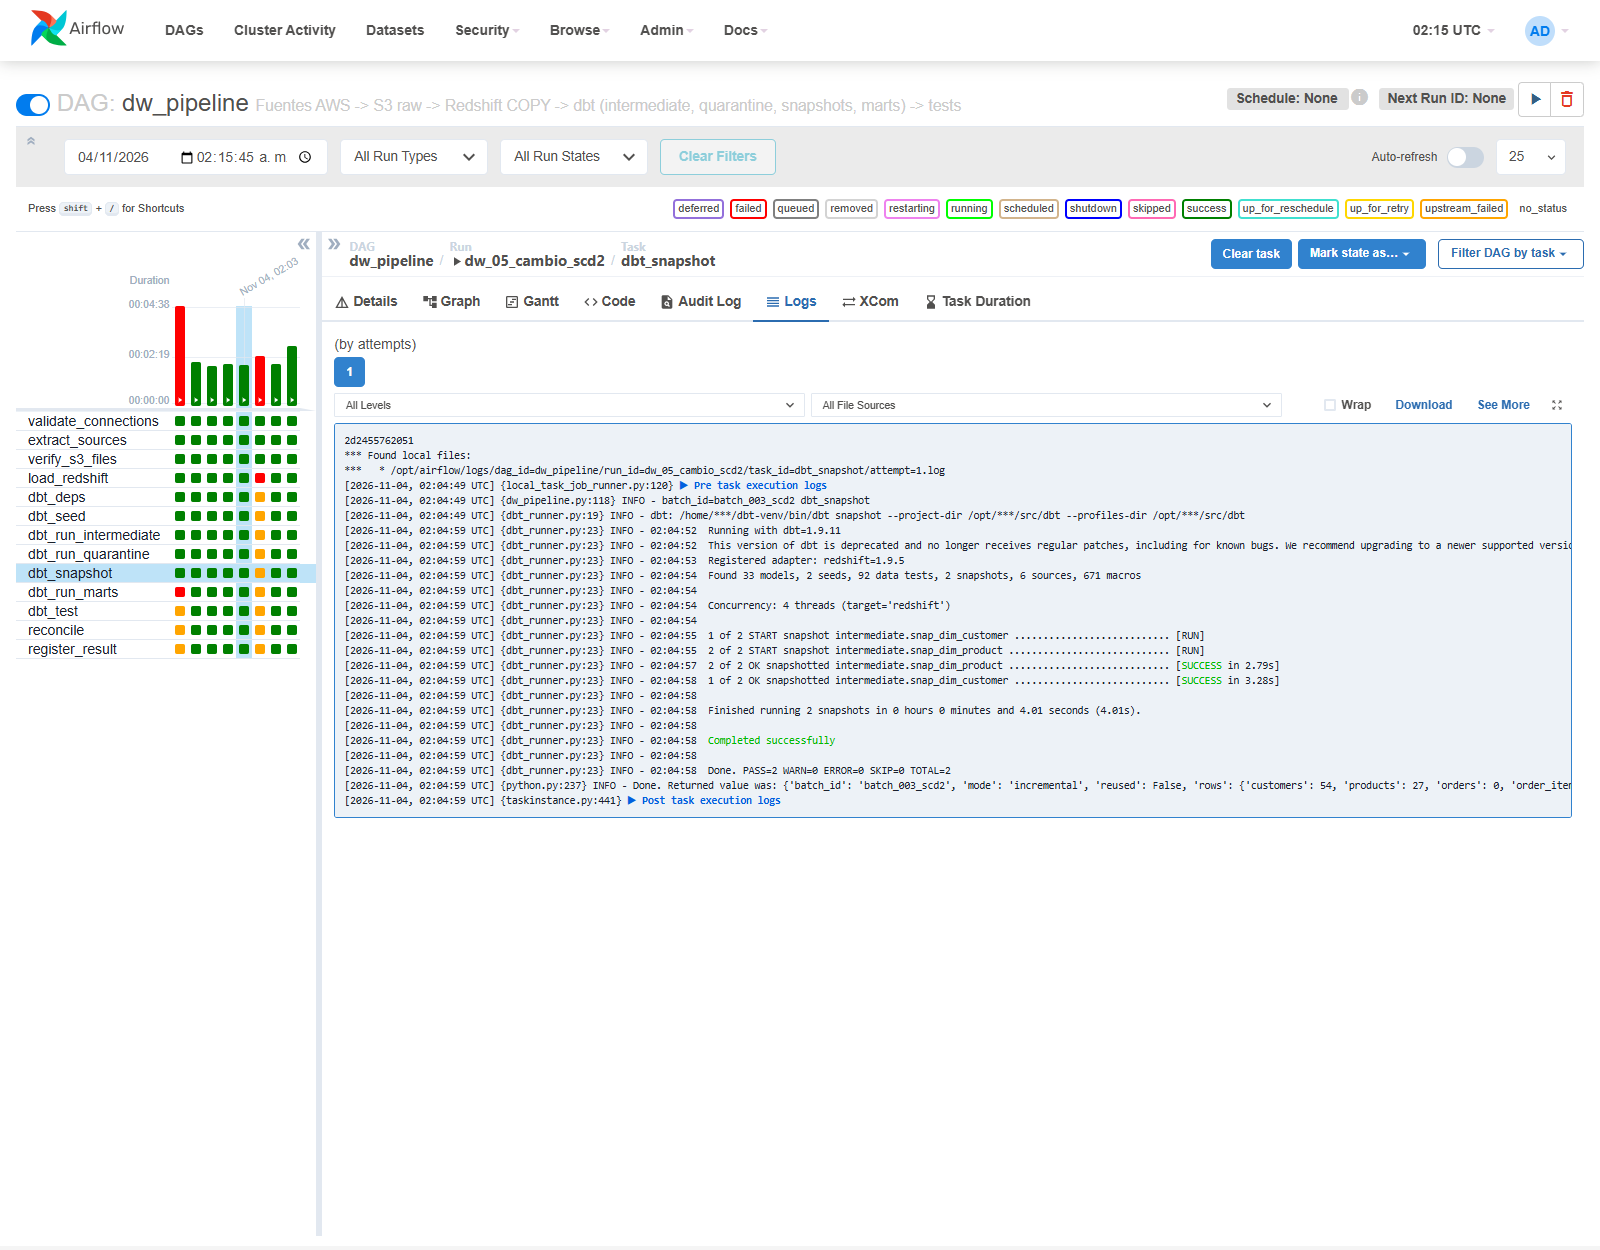 Airflow DAGs Cluster Activity Datasets Security Browse Admin Docs 02:15 UTC AD
DAG: dw_pipeline Fuentes AWS -> S3 raw -> Redshift COPY -> dbt (intermediate, quarantine, snapshots, marts) -> tests Schedule: None i Next Run ID: None
04/11/2026 02:15:45 a. m All Run Types All Run States Clear Filters Auto-refresh 25
Press shift + / for Shortcuts deferred failed queued removed restarting running scheduled shutdown skipped success up_for_reschedule up_for_retry upstream_failed no_status
DAG Run Task
dw_pipeline / dw_05_cambio_scd2 / dbt_snapshot Clear task Mark state as... Filter DAG by task
Nov 04, 02:03
Duration
00:04:38
00:02:19
00:00:00
validate_connections
extract_sources
verify_s3_files
load_redshift
dbt_deps
dbt_seed
dbt_run_intermediate
dbt_run_quarantine
dbt_snapshot
dbt_run_marts
dbt_test
reconcile
register_result
Details Graph Gantt Code Audit Log Logs XCom Task Duration
(by attempts)
1
All Levels All File Sources Wrap Download See More
2d2455762051
*** Found local files:
***   * /opt/airflow/logs/dag_id=dw_pipeline/run_id=dw_05_cambio_scd2/task_id=dbt_snapshot/attempt=1.log
[2026-11-04, 02:04:49 UTC] {local_task_job_runner.py:120} ▶ Pre task execution logs
[2026-11-04, 02:04:49 UTC] {dw_pipeline.py:118} INFO - batch_id=batch_003_scd2 dbt_snapshot
[2026-11-04, 02:04:49 UTC] {dbt_runner.py:19} INFO - dbt: /home/***/dbt-venv/bin/dbt snapshot --project-dir /opt/***/src/dbt --profiles-dir /opt/***/src/dbt
[2026-11-04, 02:04:52 UTC] {dbt_runner.py:23} INFO - 02:04:52  Running with dbt=1.9.11
[2026-11-04, 02:04:52 UTC] {dbt_runner.py:23} INFO - 02:04:52  This version of dbt is deprecated and no longer receives regular patches, including for known bugs. We recommend upgrading to a newer supported versio
[2026-11-04, 02:04:53 UTC] {dbt_runner.py:23} INFO - 02:04:53  Registered adapter: redshift=1.9.5
[2026-11-04, 02:04:54 UTC] {dbt_runner.py:23} INFO - 02:04:54  Found 33 models, 2 seeds, 92 data tests, 2 snapshots, 6 sources, 671 macros
[2026-11-04, 02:04:54 UTC] {dbt_runner.py:23} INFO - 02:04:54
[2026-11-04, 02:04:54 UTC] {dbt_runner.py:23} INFO - 02:04:54  Concurrency: 4 threads (target='redshift')
[2026-11-04, 02:04:54 UTC] {dbt_runner.py:23} INFO - 02:04:54
[2026-11-04, 02:04:55 UTC] {dbt_runner.py:23} INFO - 02:04:55  1 of 2 START snapshot intermediate.snap_dim_customer ........................... [RUN]
[2026-11-04, 02:04:55 UTC] {dbt_runner.py:23} INFO - 02:04:55  2 of 2 START snapshot intermediate.snap_dim_product ............................ [RUN]
[2026-11-04, 02:04:57 UTC] {dbt_runner.py:23} INFO - 02:04:57  2 of 2 OK snapshotted intermediate.snap_dim_product ............................ [SUCCESS in 2.79s]
[2026-11-04, 02:04:58 UTC] {dbt_runner.py:23} INFO - 02:04:58  1 of 2 OK snapshotted intermediate.snap_dim_customer ........................... [SUCCESS in 3.28s]
[2026-11-04, 02:04:59 UTC] {dbt_runner.py:23} INFO - 02:04:58
[2026-11-04, 02:04:59 UTC] {dbt_runner.py:23} INFO - 02:04:58  Finished running 2 snapshots in 0 hours 0 minutes and 4.01 seconds (4.01s).
[2026-11-04, 02:04:59 UTC] {dbt_runner.py:23} INFO - 02:04:58
[2026-11-04, 02:04:59 UTC] {dbt_runner.py:23} INFO - 02:04:58  Completed successfully
[2026-11-04, 02:04:59 UTC] {dbt_runner.py:23} INFO - 02:04:58
[2026-11-04, 02:04:59 UTC] {dbt_runner.py:23} INFO - 02:04:58  Done. PASS=2 WARN=0 ERROR=0 SKIP=0 TOTAL=2
[2026-11-04, 02:04:59 UTC] {python.py:237} INFO - Done. Returned value was: {'batch_id': 'batch_003_scd2', 'mode': 'incremental', 'reused': False, 'rows': {'customers': 54, 'products': 27, 'orders': 0, 'order_iter
[2026-11-04, 02:04:59 UTC] {taskinstance.py:441} ▶ Post task execution logs